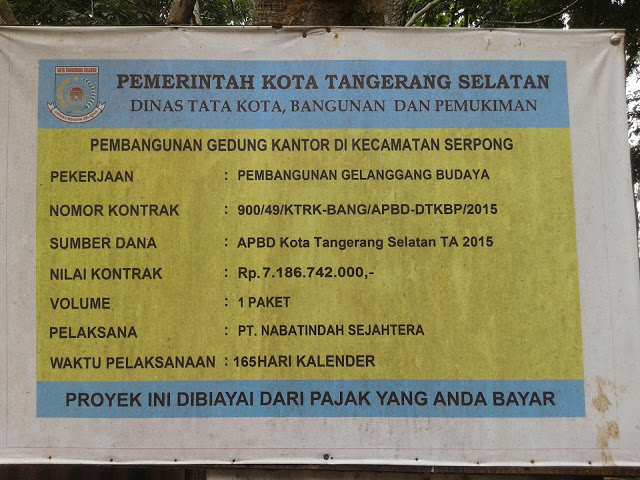 KOTA TANGERANG SELATAN
PEMERINTAH KOTA TANGERANG SELATAN
DINAS TATA KOTA, BANGUNAN DAN PEMUKIMAN
PEMBANGUNAN GEDUNG KANTOR DI KECAMATAN SERPONG
PEKERJAAN : PEMBANGUNAN GELANGGANG BUDAYA
NOMOR KONTRAK : 900/49/KTRK-BANG/APBD-DTKBP/2015
SUMBER DANA : APBD Kota Tangerang Selatan TA 2015
NILAI KONTRAK : Rp.7.186.742.000,-
VOLUME : 1 PAKET
PELAKSANA : PT. NABATINDAH SEJAHTERA
WAKTU PELAKSANAAN : 165HARI KALENDER
PROYEK INI DIBIAYAI DARI PAJAK YANG ANDA BAYAR